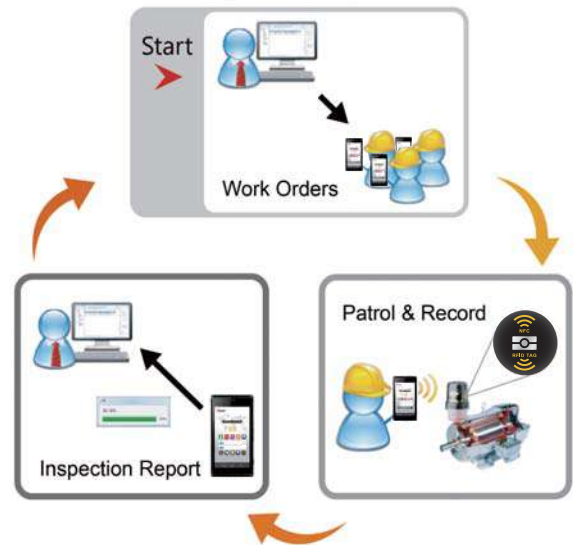 Start
Work Orders
Patrol & Record
NFC
RFID TAG
Inspection Report